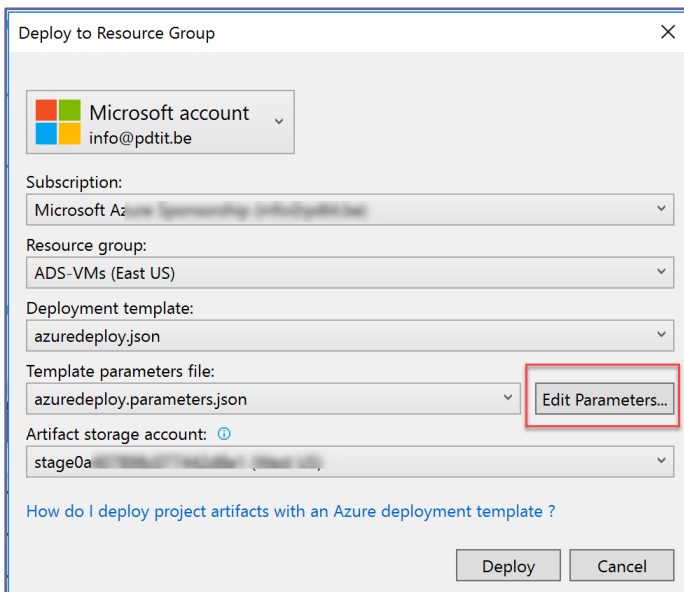 Deploy to Resource Group
Microsoft account
info@pdtit.be
Subscription:
Microsoft
Resource group:
ADS-VMs (East US)
Deployment template:
azuredeploy.json
Template parameters file:
azuredeploy.parameters.json
Edit Parameters...
Artifact storage account:
How do I deploy project artifacts with an Azure deployment template ?
Deploy
Cancel